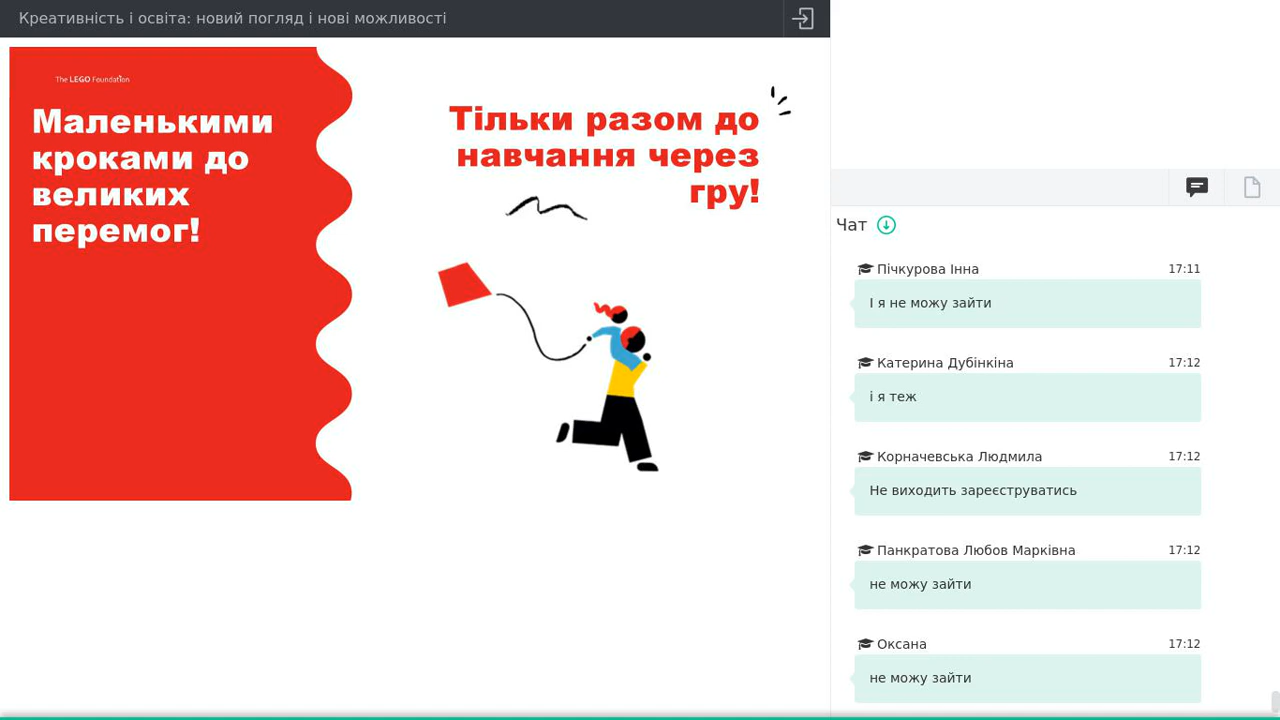 Креативність і освіта: новий погляд і нові можливості
The LEGO Foundation
Маленькими
кроками до
великих
перемог!
Тільки разом до
навчання через
гру!
Чат
Пічкурова Інна 17:11
І я не можу зайти
Катерина Дубінкіна 17:12
і я теж
Корначевська Людмила 17:12
Не виходить зареєструватись
Панкратова Любов Марківна 17:12
не можу зайти
Оксана 17:12
не можу зайти